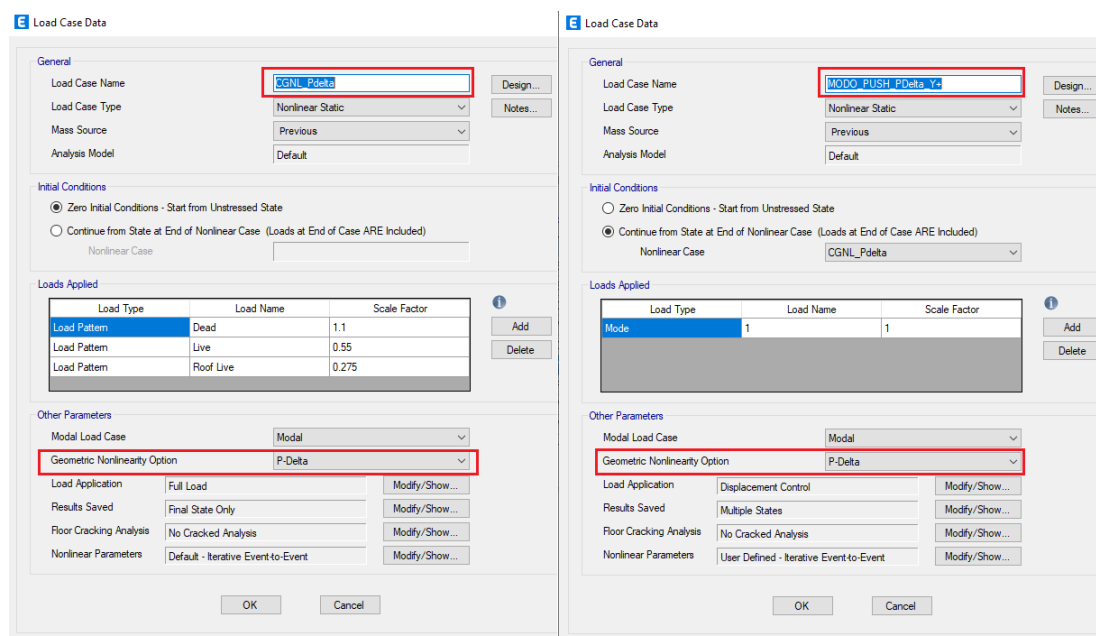 E Load Case Data
General
Load Case Name CGNL_Pdelta Design...
Load Case Type Nonlinear Static Notes...
Mass Source Previous
Analysis Model Default
Initial Conditions
Zero Initial Conditions - Start from Unstressed State
Continue from State at End of Nonlinear Case (Loads at End of Case ARE Included)
Nonlinear Case
Loads Applied
Load Type Load Name Scale Factor
Load Pattern Dead 1.1 Add
Load Pattern Live 0.55 Delete
Load Pattern Roof Live 0.275
Other Parameters
Modal Load Case Modal
Geometric Nonlinearity Option P-Delta
Load Application Full Load Modify/Show...
Results Saved Final State Only Modify/Show...
Floor Cracking Analysis No Cracked Analysis Modify/Show...
Nonlinear Parameters Default - Iterative Event-to-Event Modify/Show...
OK Cancel
E Load Case Data
General
Load Case Name MODO_PUSH_PDelta_Y+ Design...
Load Case Type Nonlinear Static Notes...
Mass Source Previous
Analysis Model Default
Initial Conditions
Zero Initial Conditions - Start from Unstressed State
Continue from State at End of Nonlinear Case (Loads at End of Case ARE Included)
Nonlinear Case CGNL_Pdelta
Loads Applied
Load Type Load Name Scale Factor
Mode 1 1 Add
Delete
Other Parameters
Modal Load Case Modal
Geometric Nonlinearity Option P-Delta
Load Application Displacement Control Modify/Show...
Results Saved Multiple States Modify/Show...
Floor Cracking Analysis No Cracked Analysis Modify/Show...
Nonlinear Parameters User Defined - Iterative Event-to-Event Modify/Show...
OK Cancel